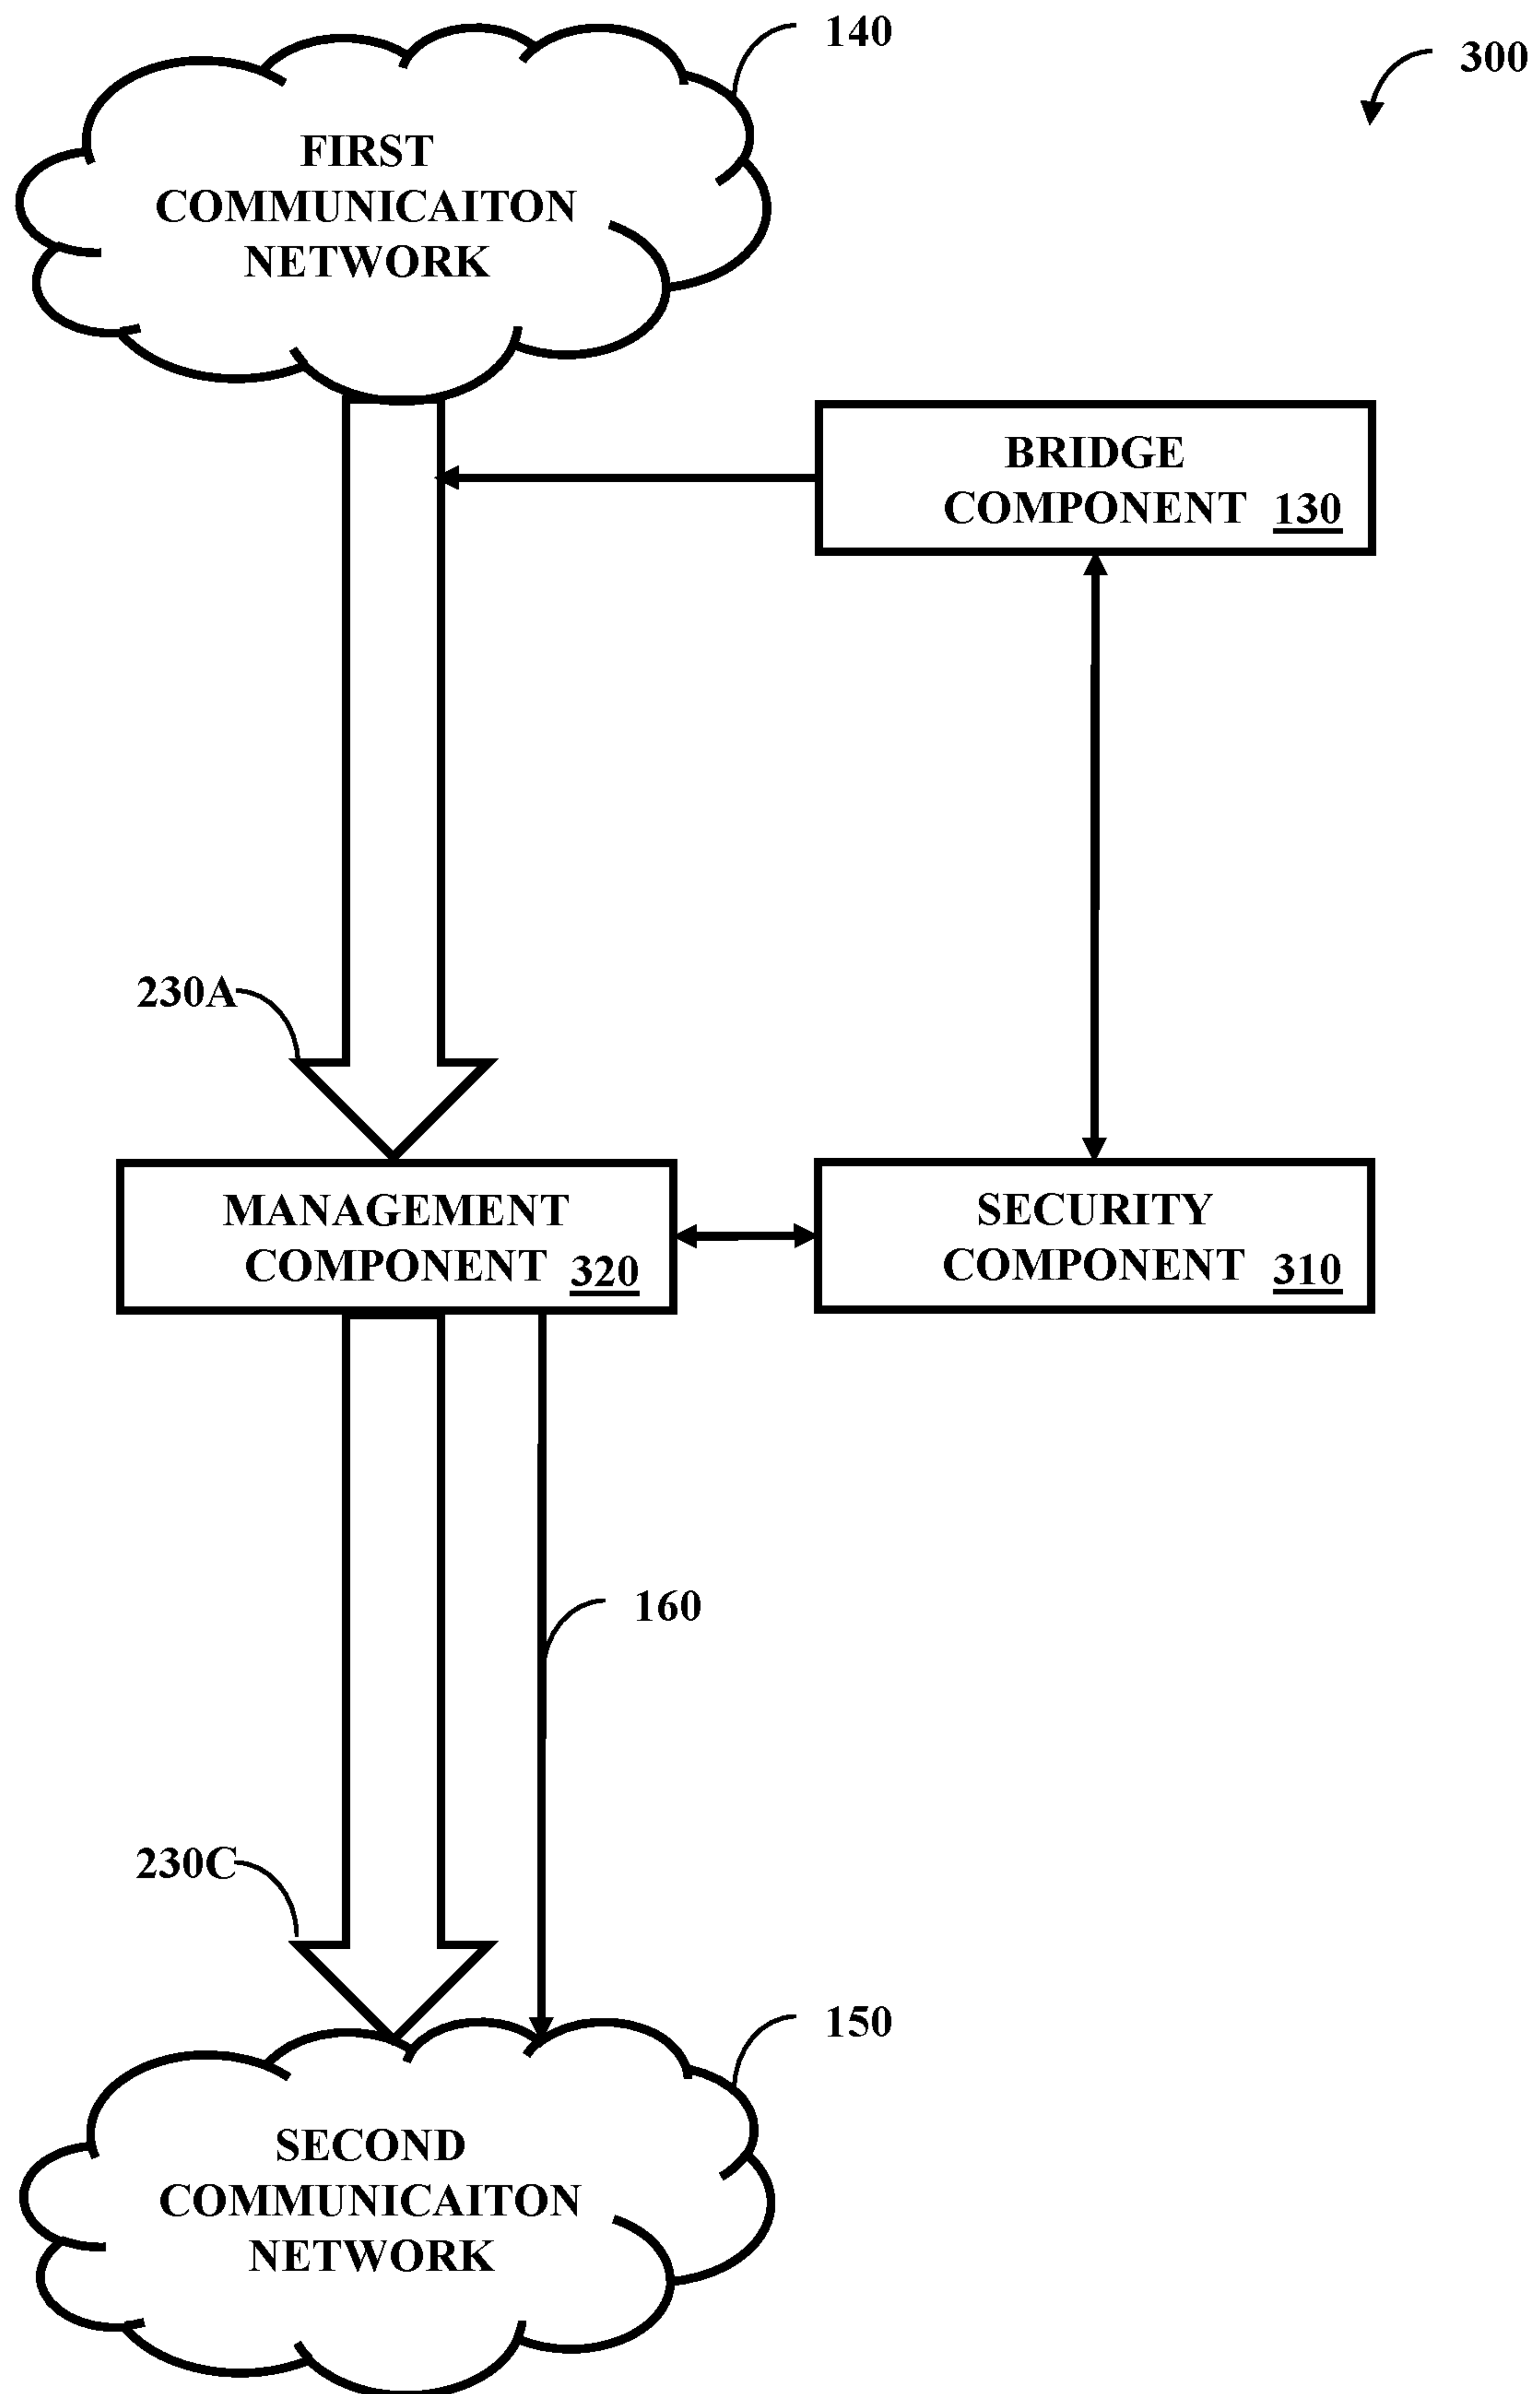 140
300
FIRST
COMMUNICAITON
NETWORK
BRIDGE
COMPONENT 130
230A
MANAGEMENT
COMPONENT 320
SECURITY
COMPONENT 310
160
230C
150
SECOND
COMMUNICAITON
NETWORK